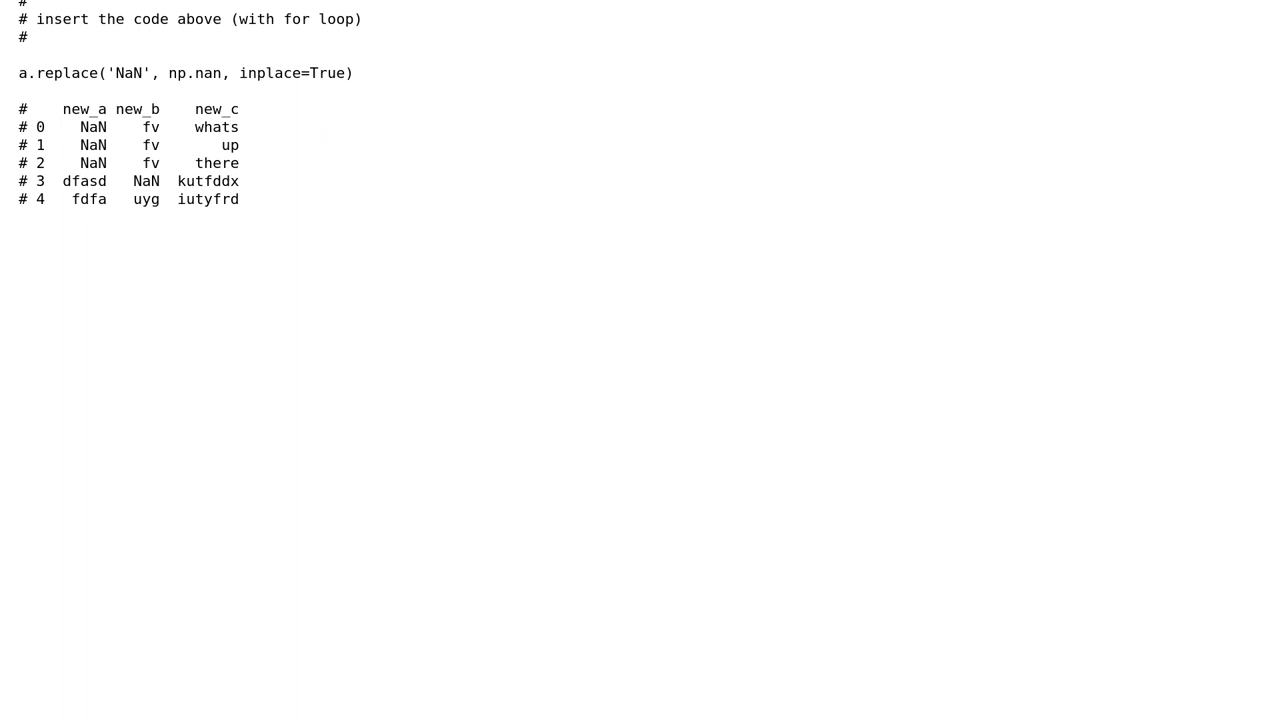 #
# insert the code above (with for loop)
#

a.replace('NaN', np.nan, inplace=True)

#    new_a new_b    new_c
# 0    NaN    fv    whats
# 1    NaN    fv       up
# 2    NaN    fv    there
# 3  dfasd   NaN  kutfddx
# 4   fdfa   uyg  iutyfrd